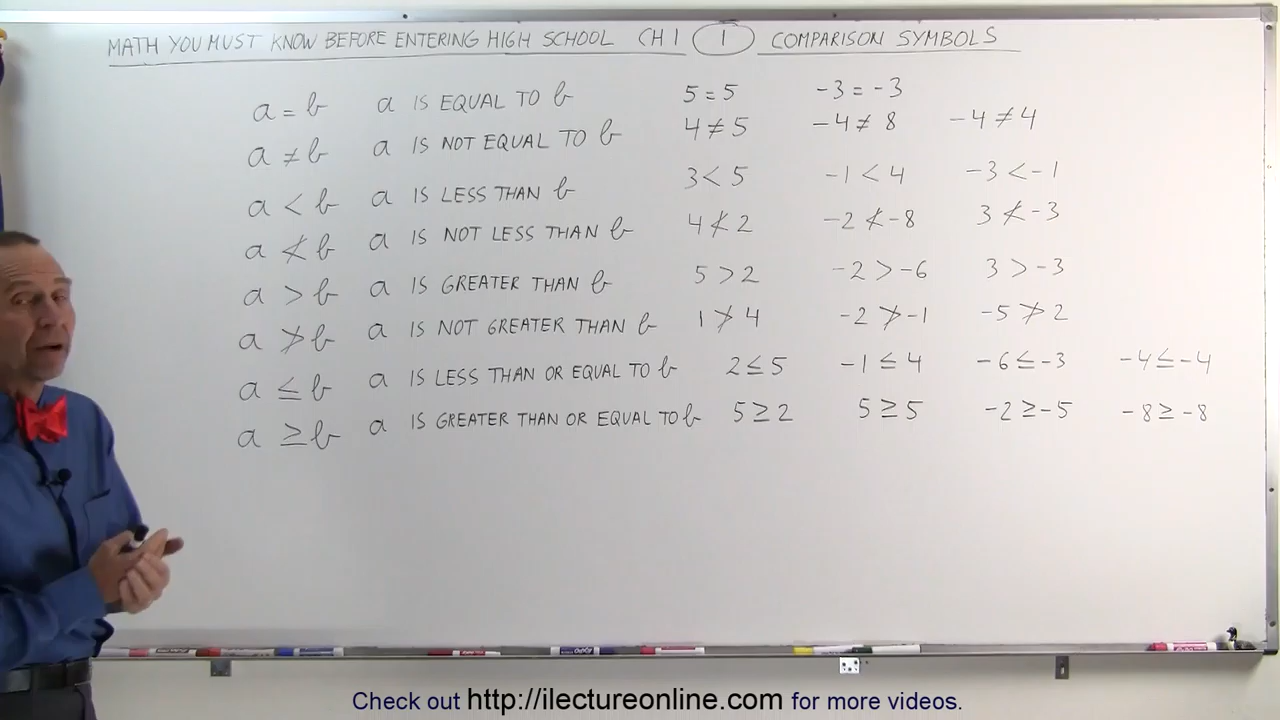 MATH YOU MUST KNOW BEFORE ENTERING HIGH SCHOOL CH 1 1 COMPARISON SYMBOLS
a = b a IS EQUAL TO b 5 = 5 -3 = -3
a ≠ b a IS NOT EQUAL TO b 4 ≠ 5 -4 ≠ 8 -4 ≠ 4
a < b a IS LESS THAN b 3 < 5 -1 < 4 -3 < -1
a ≮ b a IS NOT LESS THAN b 4 ≮ 2 -2 ≮ -8 3 ≮ -3
a > b a IS GREATER THAN b 5 > 2 -2 > -6 3 > -3
a ≯ b a IS NOT GREATER THAN b 1 ≯ 4 -2 ≯ -1 -5 ≯ 2
a ≤ b a IS LESS THAN OR EQUAL TO b 2 ≤ 5 -1 ≤ 4 -6 ≤ -3 -4 ≤ -4
a ≥ b a IS GREATER THAN OR EQUAL TO b 5 ≥ 2 5 ≥ 5 -2 ≥ -5 -8 ≥ -8
Check out http://ilectureonline.com for more videos.